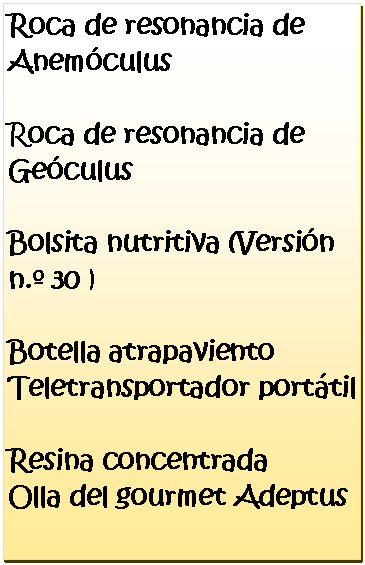 Roca de resonancia de
Anemóculus
Roca de resonancia de
Geóculus
Bolsita nutritiva (Versión
n.º 30 )
Botella atrapaviento
Teletransportador portátil
Resina concentrada
Olla del gourmet Adeptus